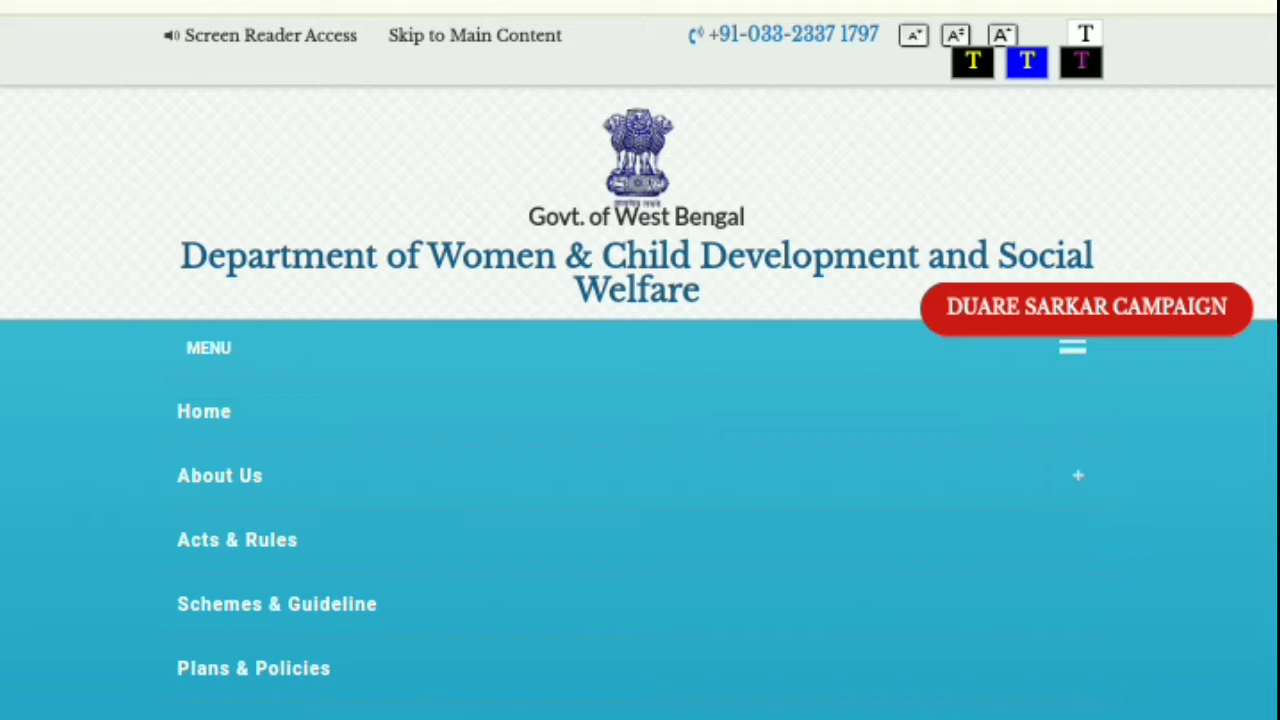 Screen Reader Access Skip to Main Content +91-033-2337 1797 A- A± A+ T
T T T
Govt. of West Bengal
Department of Women & Child Development and Social
Welfare
DUARE SARKAR CAMPAIGN
MENU
Home
About Us +
Acts & Rules
Schemes & Guideline
Plans & Policies